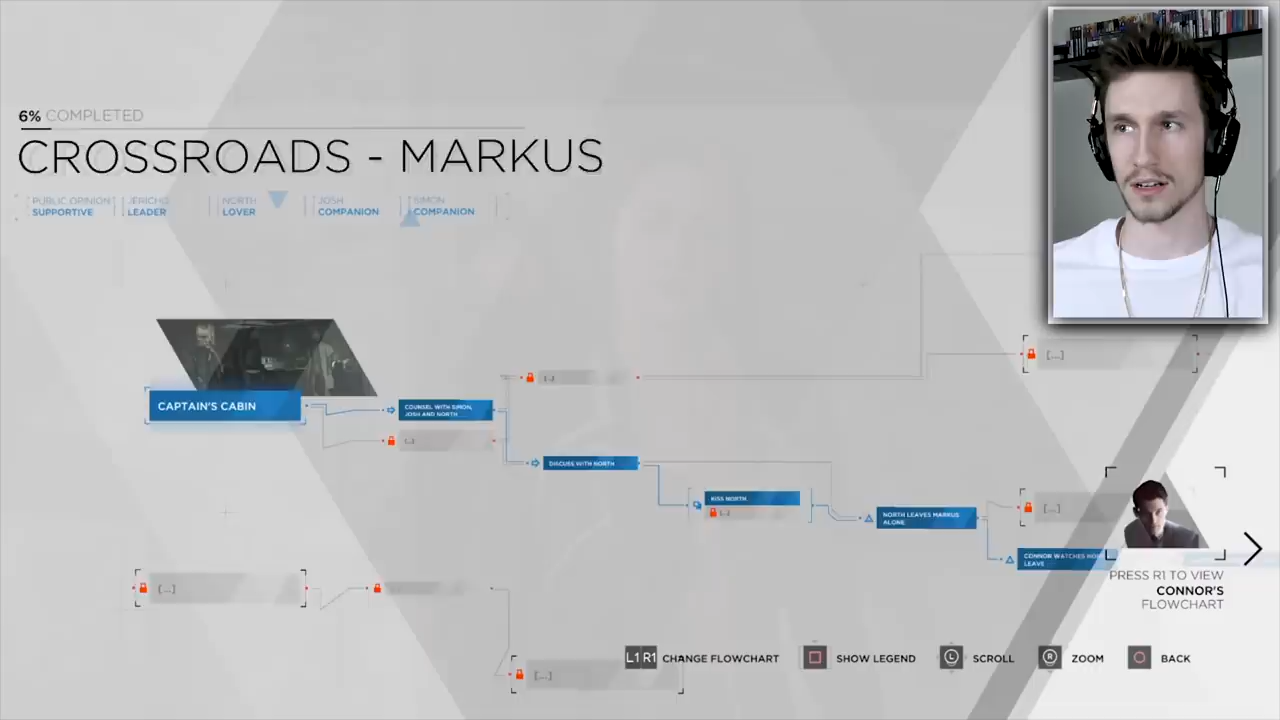 6% COMPLETED
CROSSROADS - MARKUS
PUBLIC OPINION
SUPPORTIVE
JERICHO
LEADER
NORTH
LOVER
JOSH
COMPANION
SIMON
COMPANION
[...]
[...]
CAPTAIN'S CABIN
COUNSEL WITH SIMON,
JOSH AND NORTH
[...]
DISCUSS WITH NORTH
KISS NORTH
[...]
NORTH LEAVES MARKUS
ALONE
[...]
CONNOR WATCHES
LEAVE
[...]
PRESS R1 TO VIEW
CONNOR'S
FLOWCHART
[...]
L1 R1 CHANGE FLOWCHART
SHOW LEGEND
L SCROLL
R ZOOM
BACK